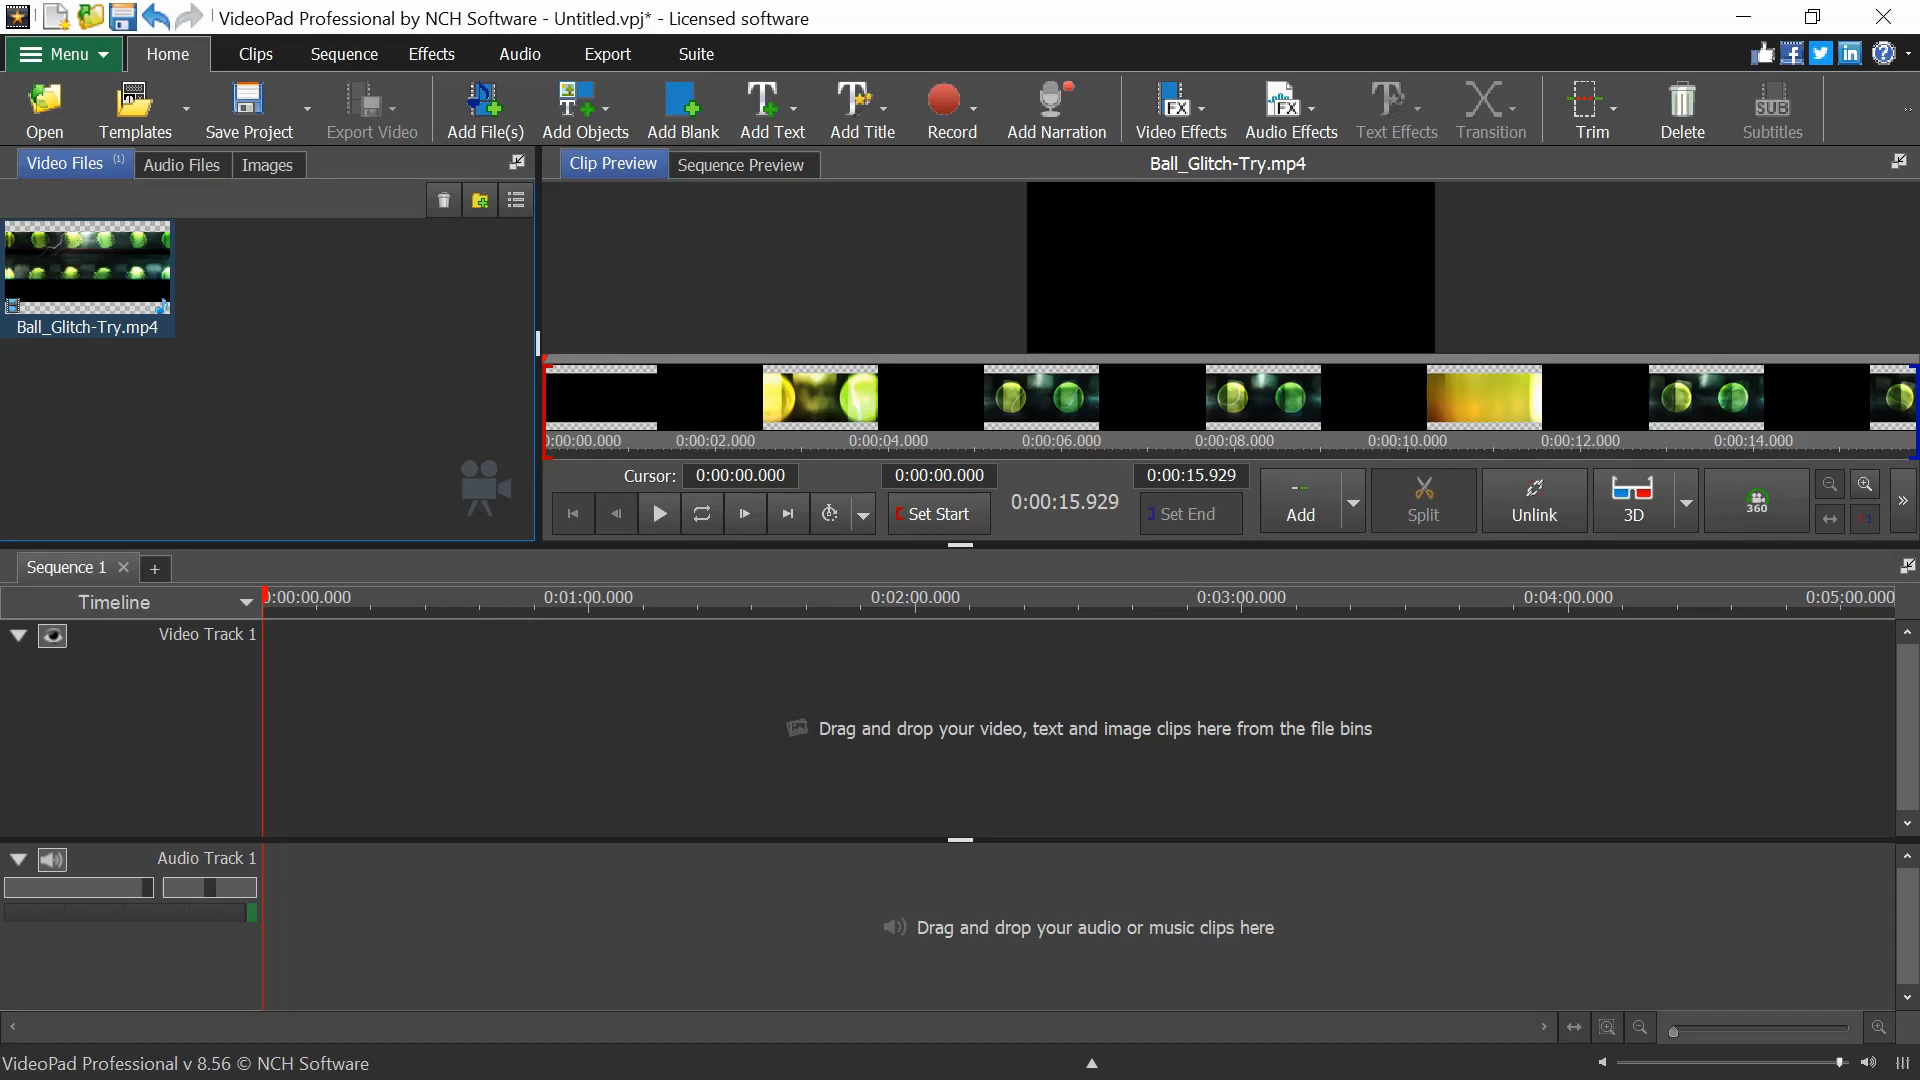 VideoPad Professional by NCH Software - Untitled.vpj* - Licensed software
Menu Home Clips Sequence Effects Audio Export Suite
Open Templates Save Project Export Video Add File(s) Add Objects Add Blank Add Text Add Title Record Add Narration Video Effects Audio Effects Text Effects Transition Trim Delete Subtitles
Video Files (1) Audio Files Images
Clip Preview Sequence Preview Ball_Glitch-Try.mp4
Ball_Glitch-Try.mp4
0:00:00.000 0:00:02.000 0:00:04.000 0:00:06.000 0:00:08.000 0:00:10.000 0:00:12.000 0:00:14.000
Cursor: 0:00:00.000 0:00:00.000 0:00:15.929
Set Start 0:00:15.929 Set End Add Split Unlink 3D 360
Sequence 1
Timeline 0:00:00.000 0:01:00.000 0:02:00.000 0:03:00.000 0:04:00.000 0:05:00.000
Video Track 1
Drag and drop your video, text and image clips here from the file bins
Audio Track 1
Drag and drop your audio or music clips here
VideoPad Professional v 8.56 © NCH Software